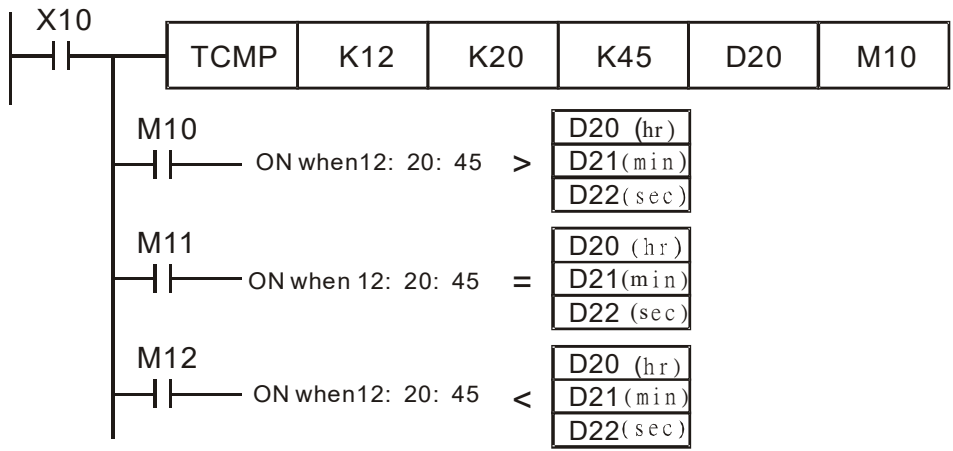 X10
TCMP K12 K20 K45 D20 M10
M10
ON when12: 20: 45 >
D20 (hr)
D21(min)
D22(sec)
M11
ON when 12: 20: 45 =
D20 (hr)
D21(min)
D22 (sec)
M12
ON when12: 20: 45 <
D20 (hr)
D21(min)
D22(sec)